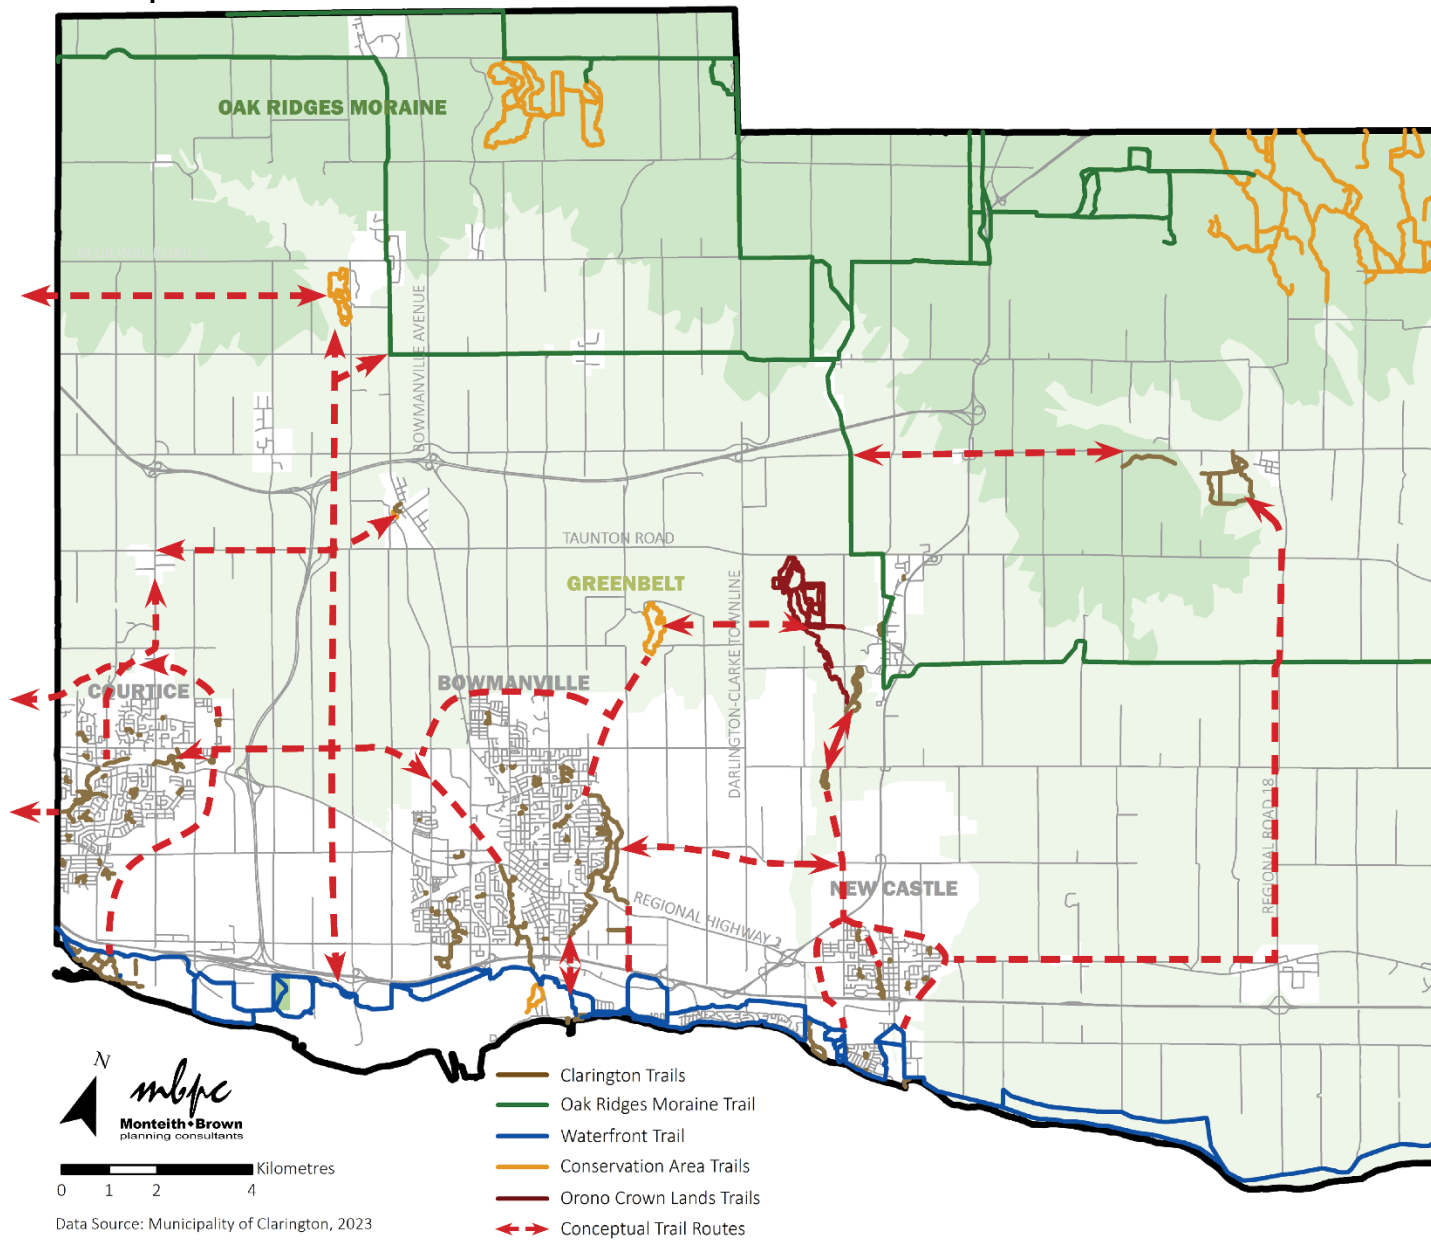 OAK RIDGES MORAINE
BOWMANVILLE AVENUE
TAUNTON ROAD
GREENBELT
DARLINGTON-CLARKE TOWNLINE
COURTICE
BOWMANVILLE
REGIONAL ROAD 18
NEW CASTLE
REGIONAL HIGHWAY 2
N
mbpc
Monteith•Brown
planning consultants
Kilometres
0 1 2 4
Data Source: Municipality of Clarington, 2023
Clarington Trails
Oak Ridges Moraine Trail
Waterfront Trail
Conservation Area Trails
Orono Crown Lands Trails
Conceptual Trail Routes